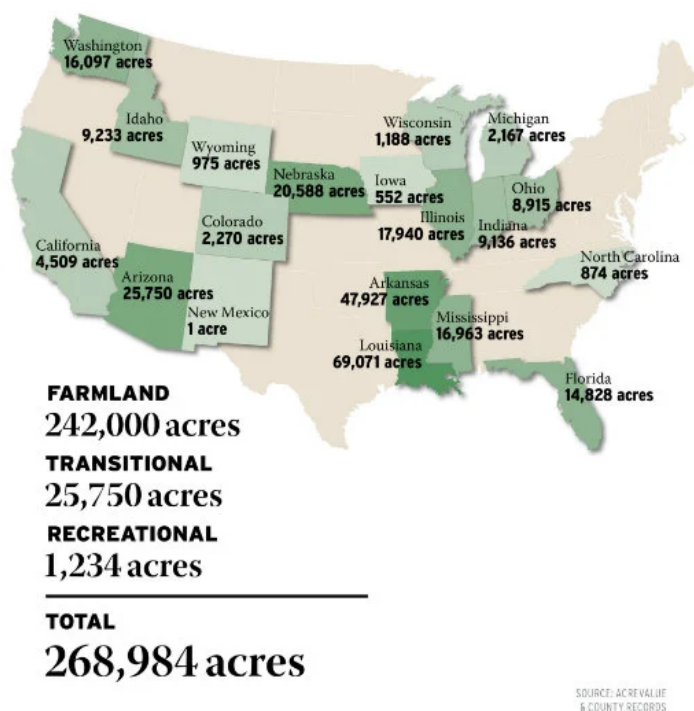 Washington
16,097 acres
Idaho
9,233 acres
Wyoming
975 acres
Nebraska
20,588 acres
Iowa
552 acres
Wisconsin
1,188 acres
Michigan
2,167 acres
Ohio
8,915 acres
Illinois
17,940 acres
Indiana
9,136 acres
Colorado
2,270 acres
California
4,509 acres
Arizona
25,750 acres
New Mexico
1 acre
Arkansas
47,927 acres
Mississippi
16,963 acres
Louisiana
69,071 acres
North Carolina
874 acres
Florida
14,828 acres
FARMLAND
242,000 acres
TRANSITIONAL
25,750 acres
RECREATIONAL
1,234 acres
TOTAL
268,984 acres
SOURCE: ACREVALUE
& COUNTY RECORDS